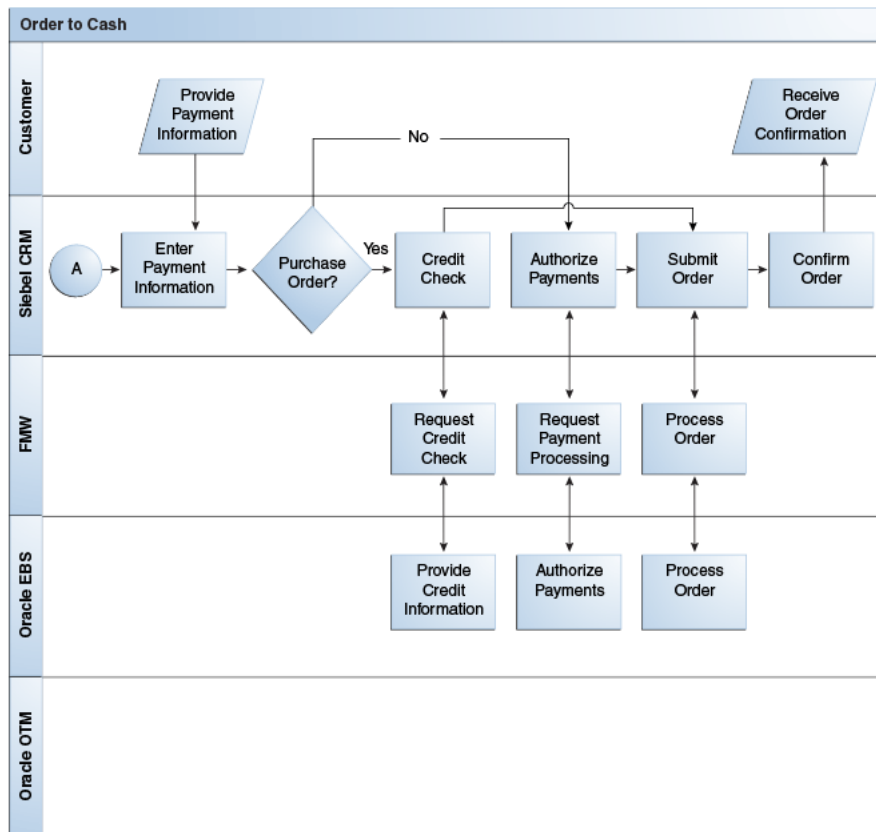 Order to Cash
Customer
Provide
Payment
Information
No
Receive
Order
Confirmation
Siebel CRM
A
Enter
Payment
Information
Purchase
Order?
Yes
Credit
Check
Authorize
Payments
Submit
Order
Confirm
Order
FMW
Request
Credit
Check
Request
Payment
Processing
Process
Order
Oracle EBS
Provide
Credit
Information
Authorize
Payments
Process
Order
Oracle OTM